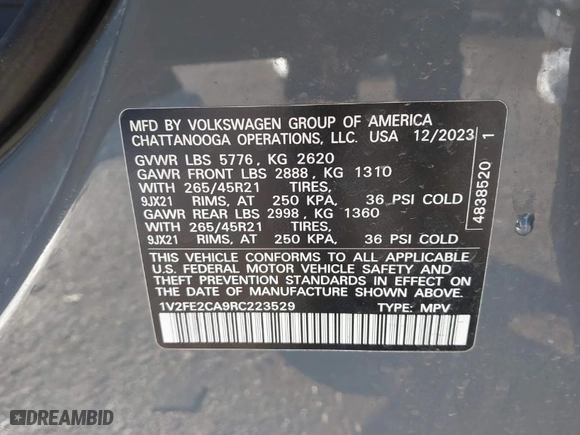 MFD BY VOLKSWAGEN GROUP OF AMERICA
CHATTANOOGA OPERATIONS, LLC. USA 12/2023
GVWR LBS 5776, KG 2620
GAWR FRONT LBS 2888, KG 1310
WITH 265/45R21 TIRES,
9JX21 RIMS, AT 250 KPA, 36 PSI COLD
GAWR REAR LBS 2998, KG 1360
WITH 265/45R21 TIRES,
9JX21 RIMS, AT 250 KPA, 36 PSI COLD
THIS VEHICLE CONFORMS TO ALL APPLICABLE
U.S. FEDERAL MOTOR VEHICLE SAFETY AND
THEFT PREVENTION STANDARDS IN EFFECT ON THE
DATE OF MANUFACTURE SHOWN ABOVE.
1V2FE2CA9RC223529 TYPE: MPV
4838520 1
DREAMBID